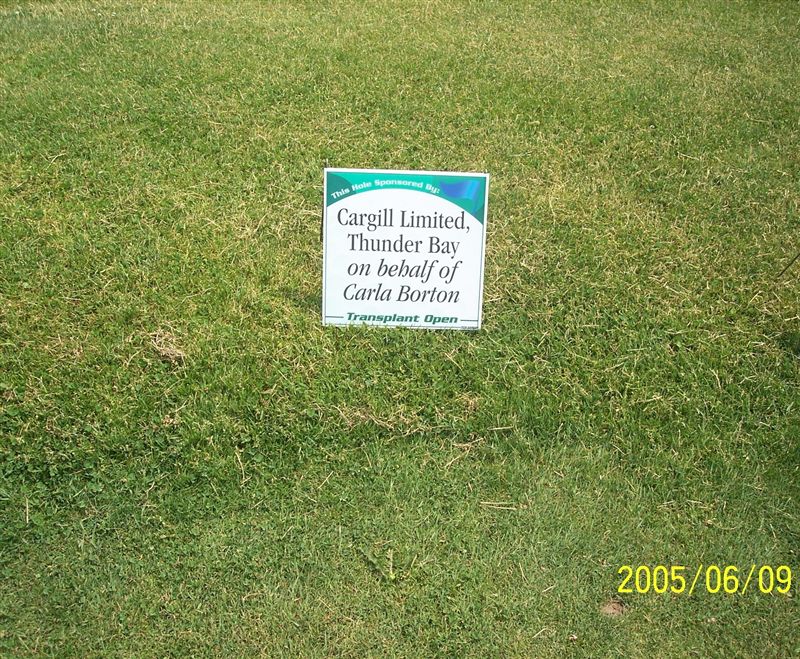 This Hole Sponsored By:
Cargill Limited,
Thunder Bay
on behalf of
Carla Borton
Transplant Open
2005/06/09